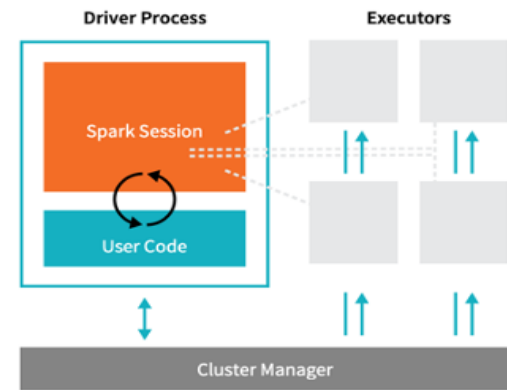 Driver Process
Executors
Spark Session
User Code
Cluster Manager